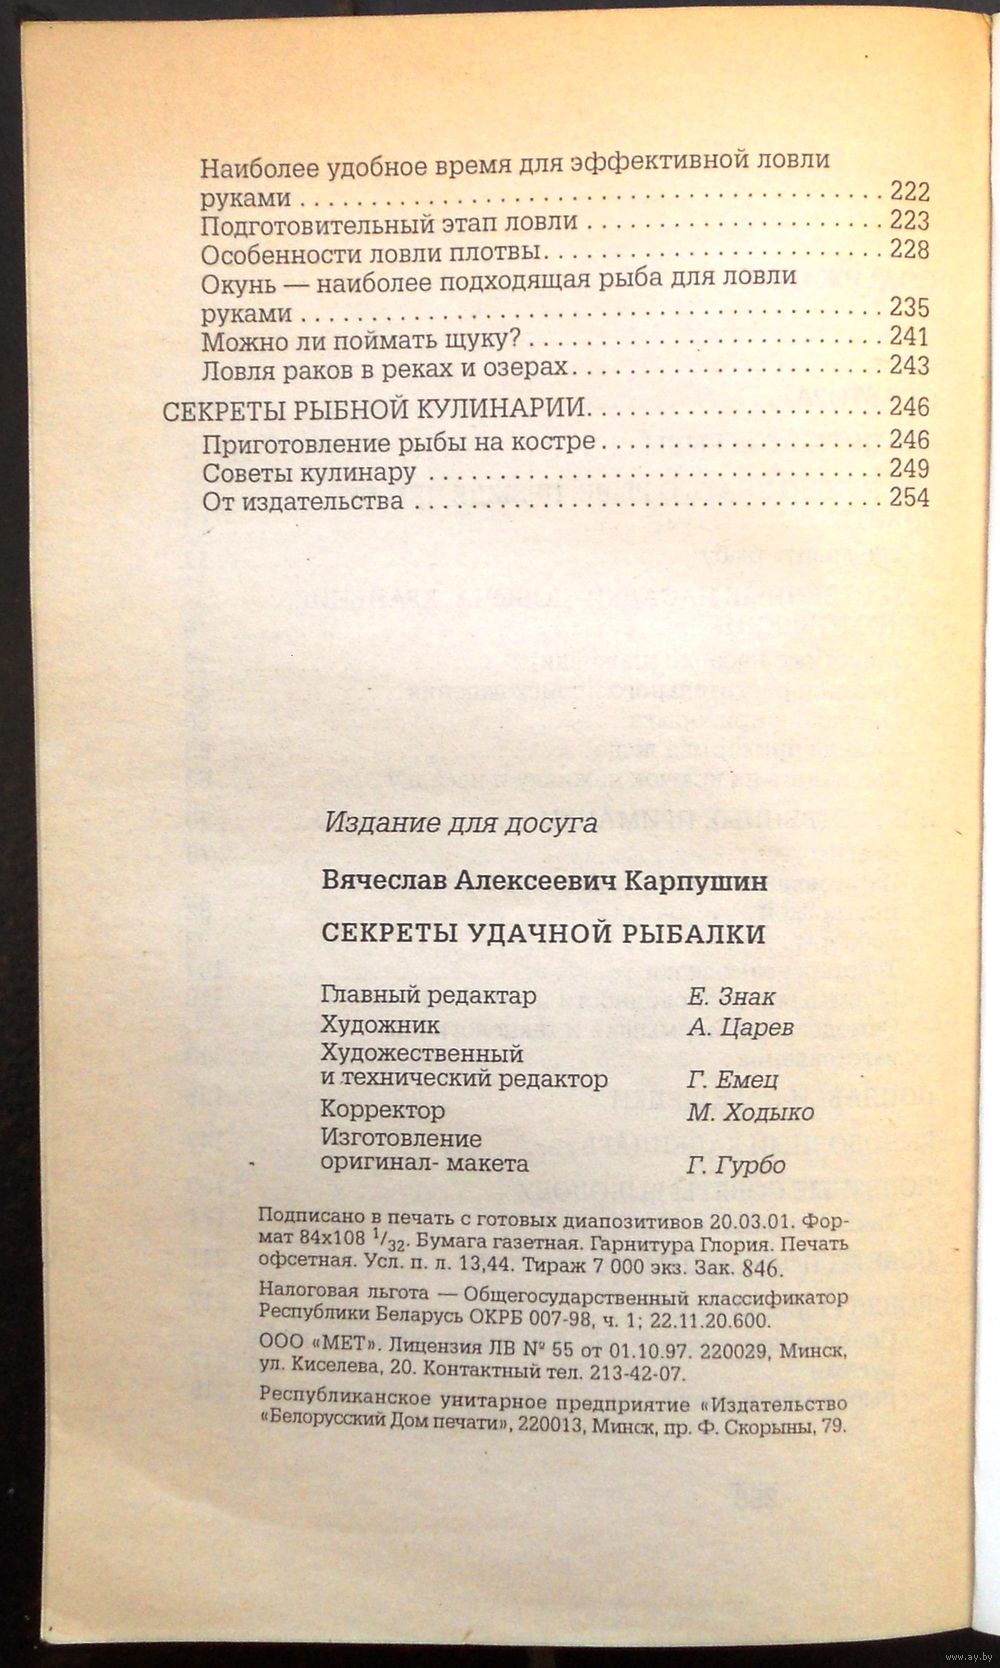 Наиболее удобное время для эффективной ловли
руками . . . . . . . . . . . . . . . . . . . . . . . . . . . . . . . . . . . . . . . . 222
Подготовительный этап ловли . . . . . . . . . . . . . . . . . . . . . 223
Особенности ловли плотвы. . . . . . . . . . . . . . . . . . . . . . . . 228
Окунь — наиболее подходящая рыба для ловли
руками . . . . . . . . . . . . . . . . . . . . . . . . . . . . . . . . . . . . . . . . 235
Можно ли поймать щуку? . . . . . . . . . . . . . . . . . . . . . . . . . 241
Ловля раков в реках и озерах. . . . . . . . . . . . . . . . . . . . . . 243
СЕКРЕТЫ РЫБНОЙ КУЛИНАРИИ. . . . . . . . . . . . . . . . . . . . . 246
Приготовление рыбы на костре . . . . . . . . . . . . . . . . . . . . 246
Советы кулинару . . . . . . . . . . . . . . . . . . . . . . . . . . . . . . . . 249
От издательства . . . . . . . . . . . . . . . . . . . . . . . . . . . . . . . . . 254
Издание для досуга
Вячеслав Алексеевич Карпушин
СЕКРЕТЫ УДАЧНОЙ РЫБАЛКИ
Главный редактар Е. Знак
Художник А. Царев
Художественный
и технический редактор Г. Емец
Корректор М. Ходыко
Изготовление
оригинал- макета Г. Гурбо
Подписано в печать с готовых диапозитивов 20.03.01. Фор-
мат 84х108 1/32. Бумага газетная. Гарнитура Глория. Печать
офсетная. Усл. п. л. 13,44. Тираж 7 000 экз. Зак. 846.
Налоговая льгота — Общегосударственный классификатор
Республики Беларусь ОКРБ 007-98, ч. 1; 22.11.20.600.
ООО «МЕТ». Лицензия ЛВ № 55 от 01.10.97. 220029, Минск,
ул. Киселева, 20. Контактный тел. 213-42-07.
Республиканское унитарное предприятие «Издательство
«Белорусский Дом печати», 220013, Минск, пр. Ф. Скорыны, 79.
www.ay.by